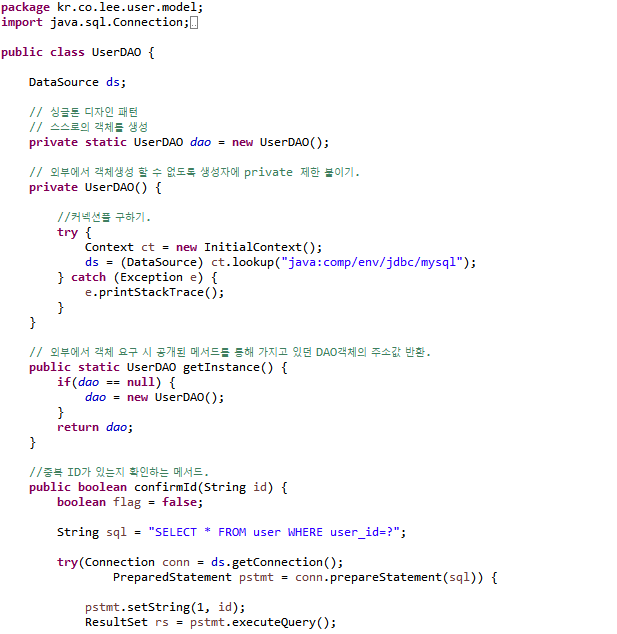 package kr.co.lee.user.model;
import java.sql.Connection;
public class UserDAO {
DataSource ds;
// 싱글톤 디자인 패턴
// 스스로의 객체를 생성
private static UserDAO dao = new UserDAO();
// 외부에서 객체생성 할 수 없도록 생성자에 private 제한 붙이기.
private UserDAO() {
//커넥션풀 구하기.
try {
Context ct = new InitialContext();
ds = (DataSource) ct.lookup("java:comp/env/jdbc/mysql");
} catch (Exception e) {
e.printStackTrace();
}
}
// 외부에서 객체 요구 시 공개된 메서드를 통해 가지고 있던 DAO객체의 주소값 반환.
public static UserDAO getInstance() {
if(dao == null) {
dao = new UserDAO();
}
return dao;
}
//중복 ID가 있는지 확인하는 메서드.
public boolean confirmId(String id) {
boolean flag = false;
String sql = "SELECT * FROM user WHERE user_id=?";
try(Connection conn = ds.getConnection();
PreparedStatement pstmt = conn.prepareStatement(sql)) {
pstmt.setString(1, id);
ResultSet rs = pstmt.executeQuery();